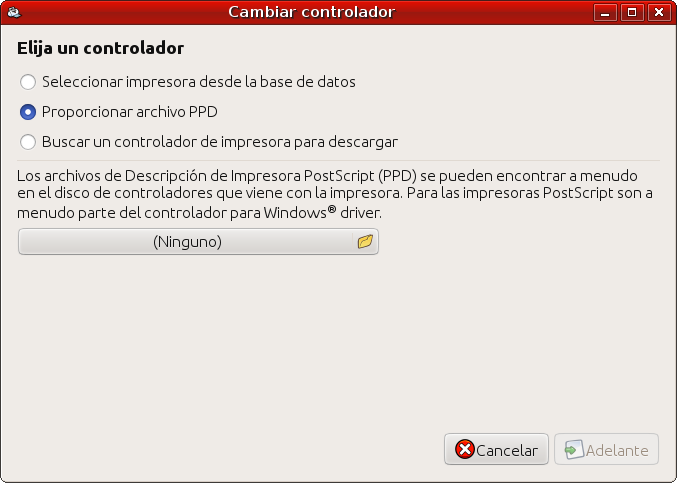 Cambiar controlador
Elija un controlador
Seleccionar impresora desde la base de datos
Proporcionar archivo PPD
Buscar un controlador de impresora para descargar
Los archivos de Descripción de Impresora PostScript (PPD) se pueden encontrar a menudo
en el disco de controladores que viene con la impresora. Para las impresoras PostScript son a
menudo parte del controlador para Windows® driver.
(Ninguno)
Cancelar
Adelante